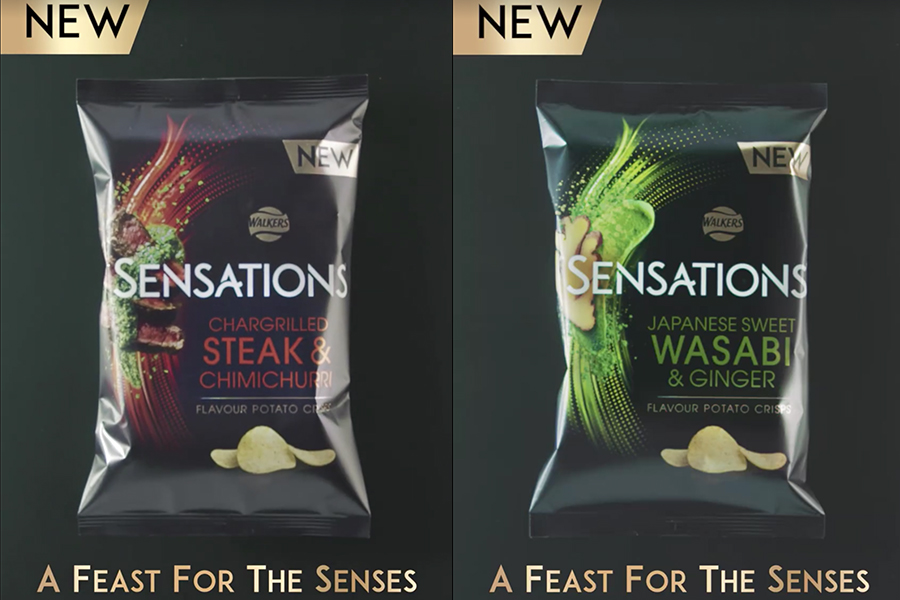 NEW
NEW
WALKERS
SENSATIONS
CHARGRILLED
STEAK &
CHIMICHURRI
FLAVOUR POTATO CRISPS
A FEAST FOR THE SENSES
NEW
NEW
WALKERS
SENSATIONS
JAPANESE SWEET
WASABI
& GINGER
FLAVOUR POTATO CRISPS
A FEAST FOR THE SENSES